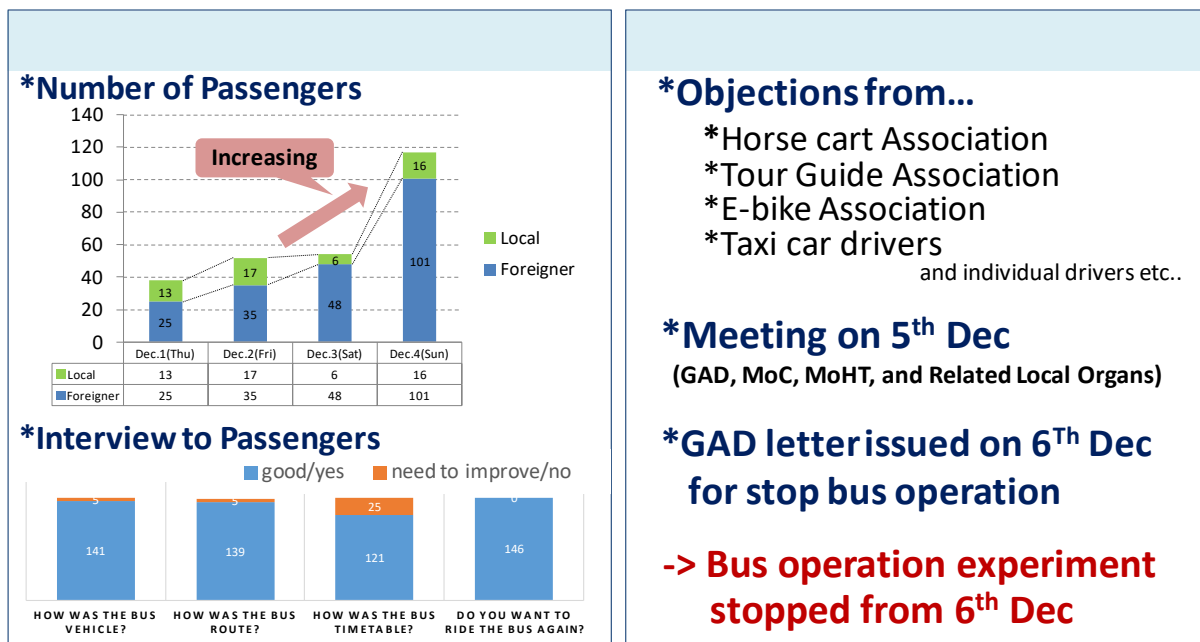 *Number of Passengers
140
120
100
80
60
40
20
0
Increasing
13
25
17
35
6
48
16
101
Local
Foreigner
Dec.1(Thu) Dec.2(Fri) Dec.3(Sat) Dec.4(Sun)
Local 13 17 6 16
Foreigner 25 35 48 101
*Interview to Passengers
good/yes need to improve/no
5 5 25 0
141 139 121 146
HOW WAS THE BUS VEHICLE?
HOW WAS THE BUS ROUTE?
HOW WAS THE BUS TIMETABLE?
DO YOU WANT TO RIDE THE BUS AGAIN?
*Objections from...
*Horse cart Association
*Tour Guide Association
*E-bike Association
*Taxi car drivers
and individual drivers etc..
*Meeting on 5th Dec
(GAD, MoC, MoHT, and Related Local Organs)
*GAD letter issued on 6Th Dec
for stop bus operation
-> Bus operation experiment
stopped from 6th Dec